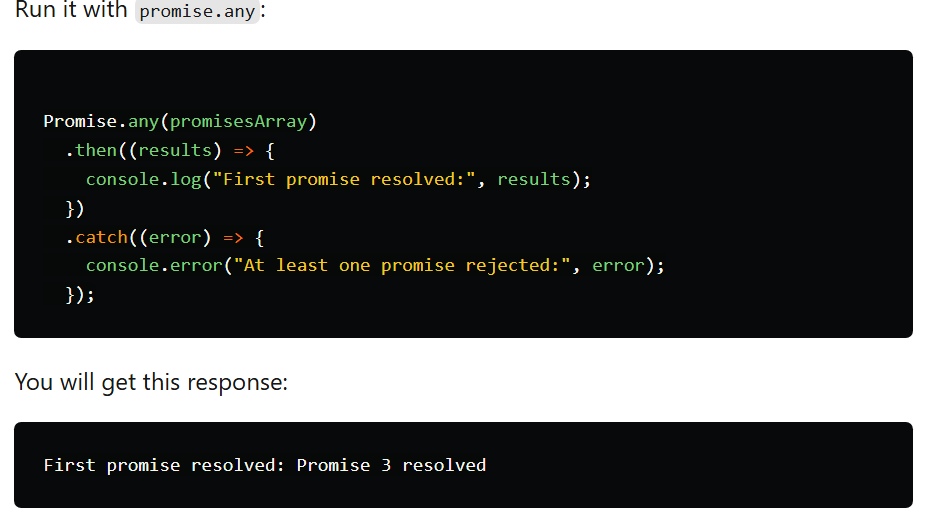 Run it with promise.any:
Promise.any(promisesArray)
  .then((results) => {
    console.log("First promise resolved:", results);
  })
  .catch((error) => {
    console.error("At least one promise rejected:", error);
  });
You will get this response:
First promise resolved: Promise 3 resolved